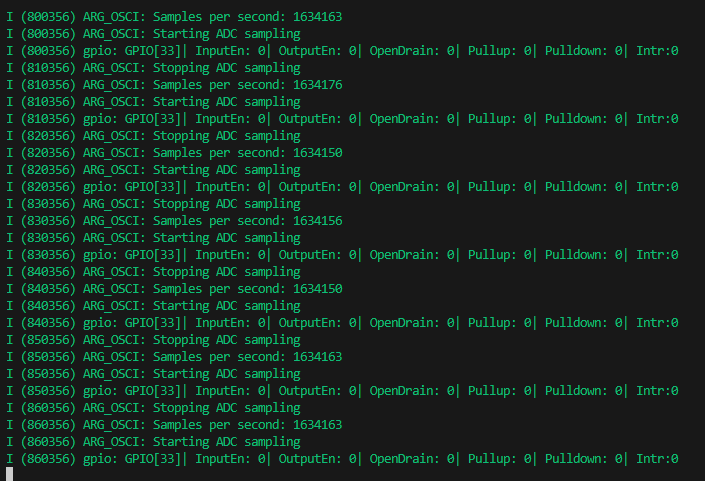 I (800356) ARG_OSCI: Samples per second: 1634163
I (800356) ARG_OSCI: Starting ADC sampling
I (800356) gpio: GPIO[33]| InputEn: 0| OutputEn: 0| OpenDrain: 0| Pullup: 0| Pulldown: 0| Intr:0
I (810356) ARG_OSCI: Stopping ADC sampling
I (810356) ARG_OSCI: Samples per second: 1634176
I (810356) ARG_OSCI: Starting ADC sampling
I (810356) gpio: GPIO[33]| InputEn: 0| OutputEn: 0| OpenDrain: 0| Pullup: 0| Pulldown: 0| Intr:0
I (820356) ARG_OSCI: Stopping ADC sampling
I (820356) ARG_OSCI: Samples per second: 1634150
I (820356) ARG_OSCI: Starting ADC sampling
I (820356) gpio: GPIO[33]| InputEn: 0| OutputEn: 0| OpenDrain: 0| Pullup: 0| Pulldown: 0| Intr:0
I (830356) ARG_OSCI: Stopping ADC sampling
I (830356) ARG_OSCI: Samples per second: 1634156
I (830356) ARG_OSCI: Starting ADC sampling
I (830356) gpio: GPIO[33]| InputEn: 0| OutputEn: 0| OpenDrain: 0| Pullup: 0| Pulldown: 0| Intr:0
I (840356) ARG_OSCI: Stopping ADC sampling
I (840356) ARG_OSCI: Samples per second: 1634150
I (840356) ARG_OSCI: Starting ADC sampling
I (840356) gpio: GPIO[33]| InputEn: 0| OutputEn: 0| OpenDrain: 0| Pullup: 0| Pulldown: 0| Intr:0
I (850356) ARG_OSCI: Stopping ADC sampling
I (850356) ARG_OSCI: Samples per second: 1634163
I (850356) ARG_OSCI: Starting ADC sampling
I (850356) gpio: GPIO[33]| InputEn: 0| OutputEn: 0| OpenDrain: 0| Pullup: 0| Pulldown: 0| Intr:0
I (860356) ARG_OSCI: Stopping ADC sampling
I (860356) ARG_OSCI: Samples per second: 1634163
I (860356) ARG_OSCI: Starting ADC sampling
I (860356) gpio: GPIO[33]| InputEn: 0| OutputEn: 0| OpenDrain: 0| Pullup: 0| Pulldown: 0| Intr:0